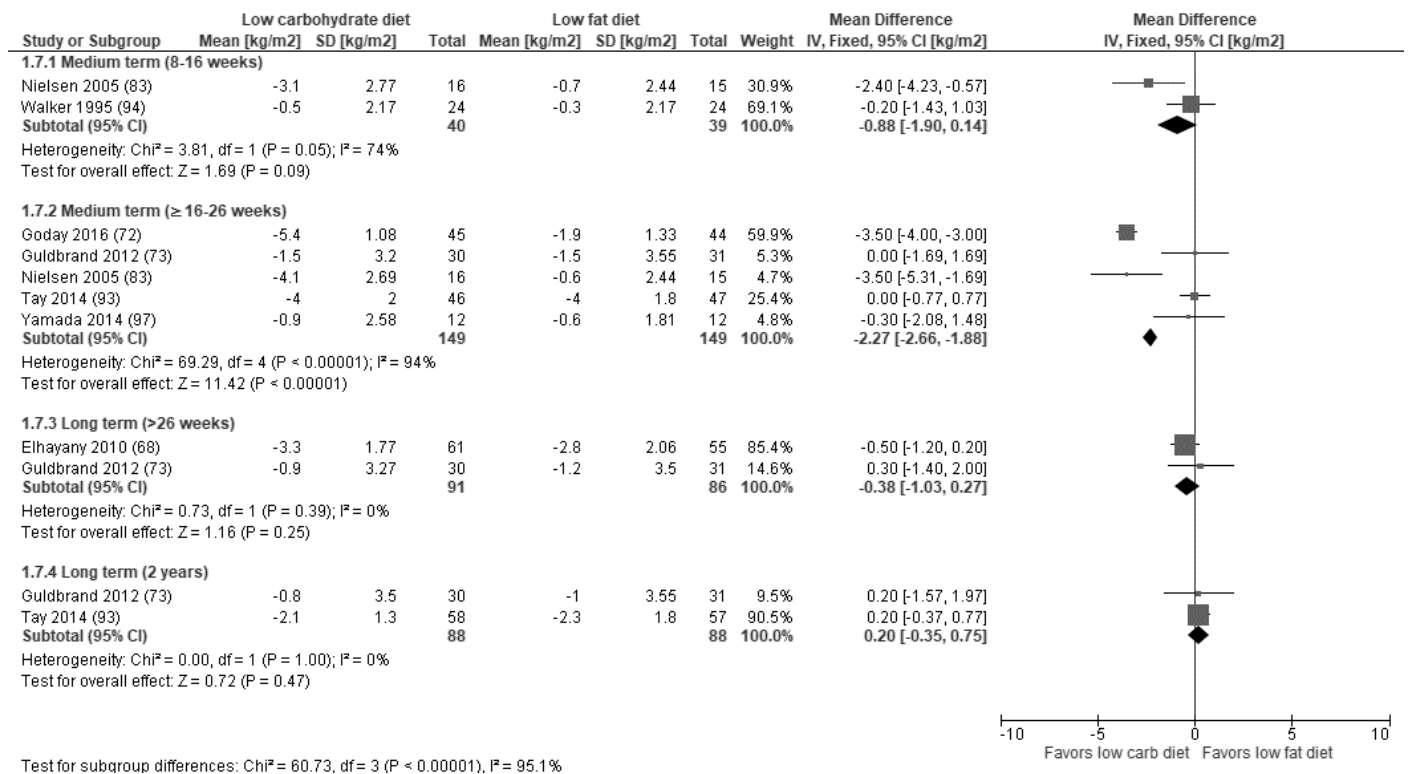 Low carbohydrate diet Low fat diet Mean Difference Mean Difference
Study or Subgroup Mean [kg/m2] SD [kg/m2] Total Mean [kg/m2] SD [kg/m2] Total Weight IV, Fixed, 95% CI [kg/m2] IV, Fixed, 95% CI [kg/m2]
1.7.1 Medium term (8-16 weeks)
Nielsen 2005 (83) -3.1 2.77 16 -0.7 2.44 15 30.9% -2.40 [-4.23, -0.57]
Walker 1995 (94) -0.5 2.17 24 -0.3 2.17 24 69.1% -0.20 [-1.43, 1.03]
Subtotal (95% CI) 40 39 100.0% -0.88 [-1.90, 0.14]
Heterogeneity: Chi² = 3.81, df = 1 (P = 0.05); I² = 74%
Test for overall effect: Z = 1.69 (P = 0.09)
1.7.2 Medium term (≥ 16-26 weeks)
Goday 2016 (72) -5.4 1.08 45 -1.9 1.33 44 59.9% -3.50 [-4.00, -3.00]
Guldbrand 2012 (73) -1.5 3.2 30 -1.5 3.55 31 5.3% 0.00 [-1.69, 1.69]
Nielsen 2005 (83) -4.1 2.69 16 -0.6 2.44 15 4.7% -3.50 [-5.31, -1.69]
Tay 2014 (93) -4 2 46 -4 1.8 47 25.4% 0.00 [-0.77, 0.77]
Yamada 2014 (97) -0.9 2.58 12 -0.6 1.81 12 4.8% -0.30 [-2.08, 1.48]
Subtotal (95% CI) 149 149 100.0% -2.27 [-2.66, -1.88]
Heterogeneity: Chi² = 69.29, df = 4 (P < 0.00001); I² = 94%
Test for overall effect: Z = 11.42 (P < 0.00001)
1.7.3 Long term (>26 weeks)
Elhayany 2010 (68) -3.3 1.77 61 -2.8 2.06 55 85.4% -0.50 [-1.20, 0.20]
Guldbrand 2012 (73) -0.9 3.27 30 -1.2 3.5 31 14.6% 0.30 [-1.40, 2.00]
Subtotal (95% CI) 91 86 100.0% -0.38 [-1.03, 0.27]
Heterogeneity: Chi² = 0.73, df = 1 (P = 0.39); I² = 0%
Test for overall effect: Z = 1.16 (P = 0.25)
1.7.4 Long term (2 years)
Guldbrand 2012 (73) -0.8 3.5 30 -1 3.55 31 9.5% 0.20 [-1.57, 1.97]
Tay 2014 (93) -2.1 1.3 58 -2.3 1.8 57 90.5% 0.20 [-0.37, 0.77]
Subtotal (95% CI) 88 88 100.0% 0.20 [-0.35, 0.75]
Heterogeneity: Chi² = 0.00, df = 1 (P = 1.00); I² = 0%
Test for overall effect: Z = 0.72 (P = 0.47)
-10 -5 0 5 10
Favors low carb diet Favors low fat diet
Test for subgroup differences: Chi² = 60.73, df = 3 (P < 0.00001), I² = 95.1%